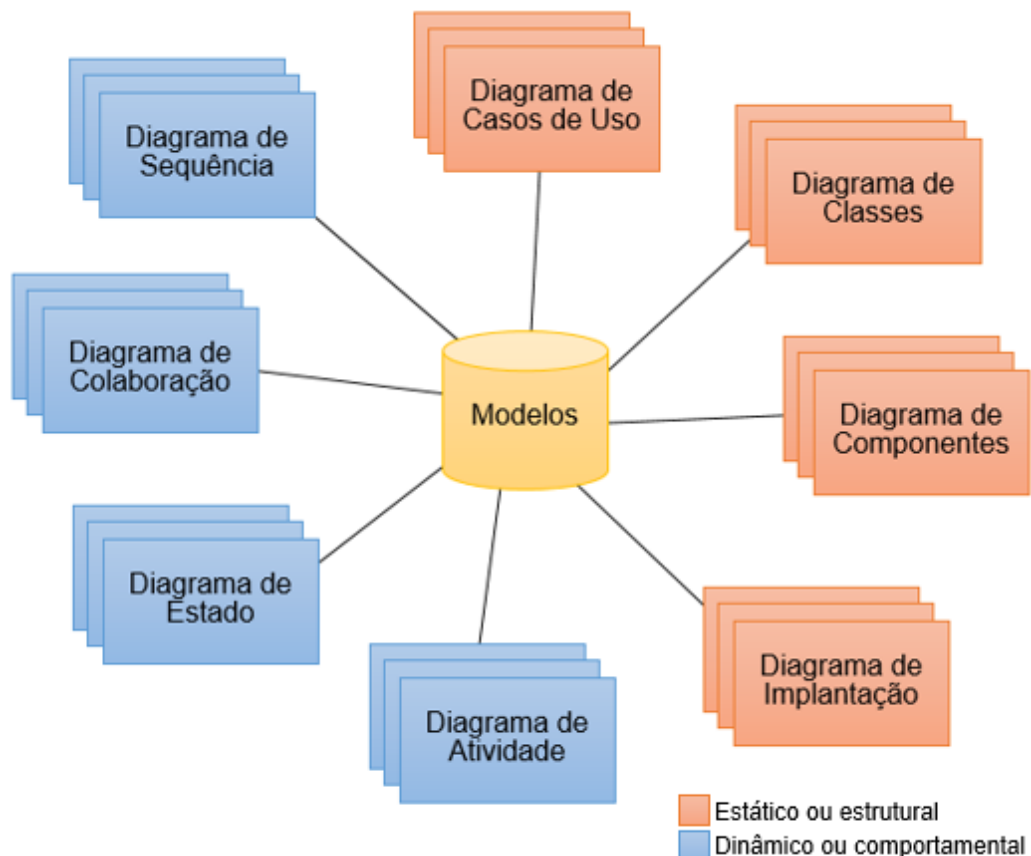 Diagrama de
Casos de Uso
Diagrama de
Sequência
Diagrama de
Classes
Diagrama de
Colaboração
Modelos
Diagrama de
Componentes
Diagrama de
Estado
Diagrama de
Implantação
Diagrama de
Atividade
Estático ou estrutural
Dinâmico ou comportamental